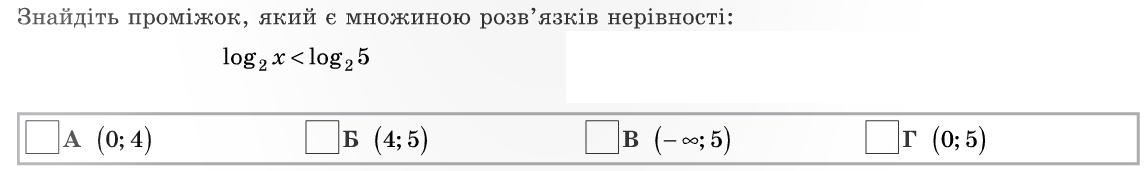 Знайдіть проміжок, який є множиною розв’язків нерівності:
log₂ x < log₂ 5
А (0; 4) Б (4; 5) В (– ∞; 5) Г (0; 5)